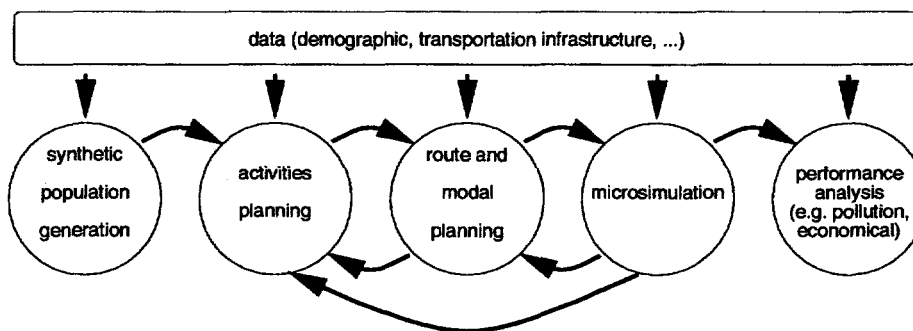 data (demographic, transportation infrastructure, ...)
synthetic
population
generation
activities
planning
route and
modal
planning
microsimulation
performance
analysis
(e.g. pollution,
economical)